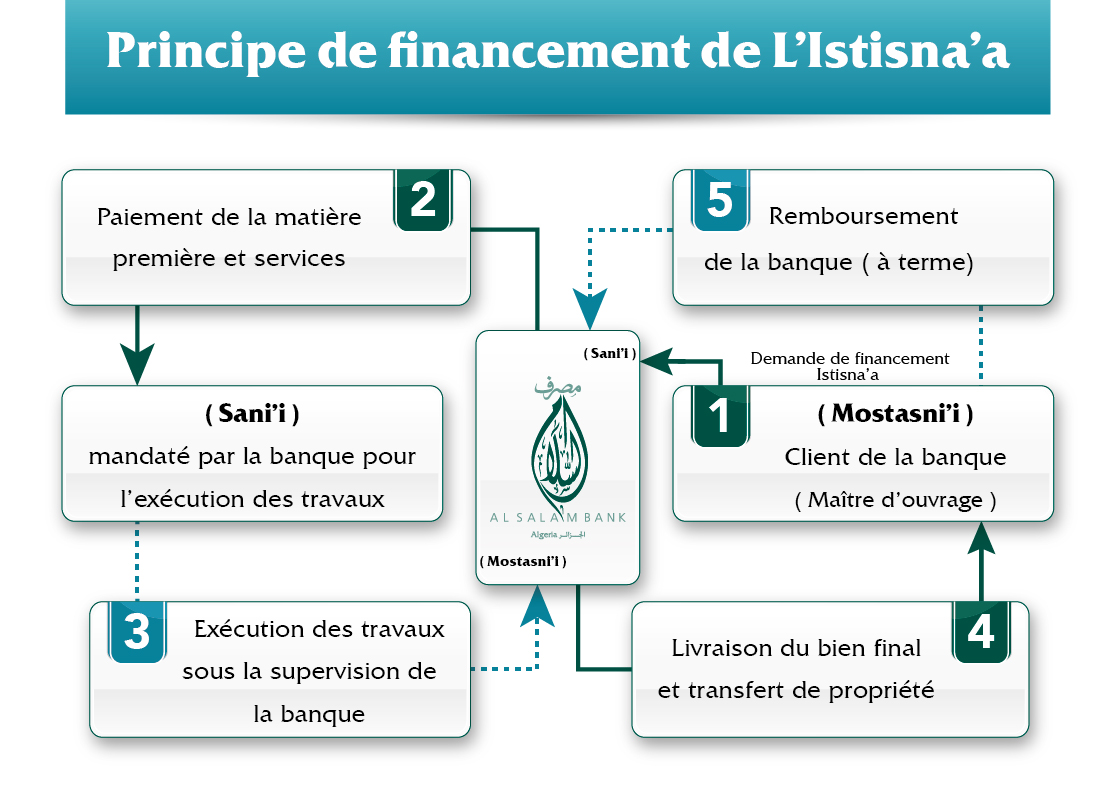 Principe de financement de L'Istisna'a
2
Paiement de la matière
première et services
5
Remboursement
de la banque ( à terme)
( Sani'i )
مصرف
السلام
AL SALAM BANK
Algeria الجزائر
( Mostasni'i )
Demande de financement
Istisna'a
( Sani'i )
mandaté par la banque pour
l'exécution des travaux
1
( Mostasni'i )
Client de la banque
( Maître d'ouvrage )
3
Exécution des travaux
sous la supervision de
la banque
4
Livraison du bien final
et transfert de propriété